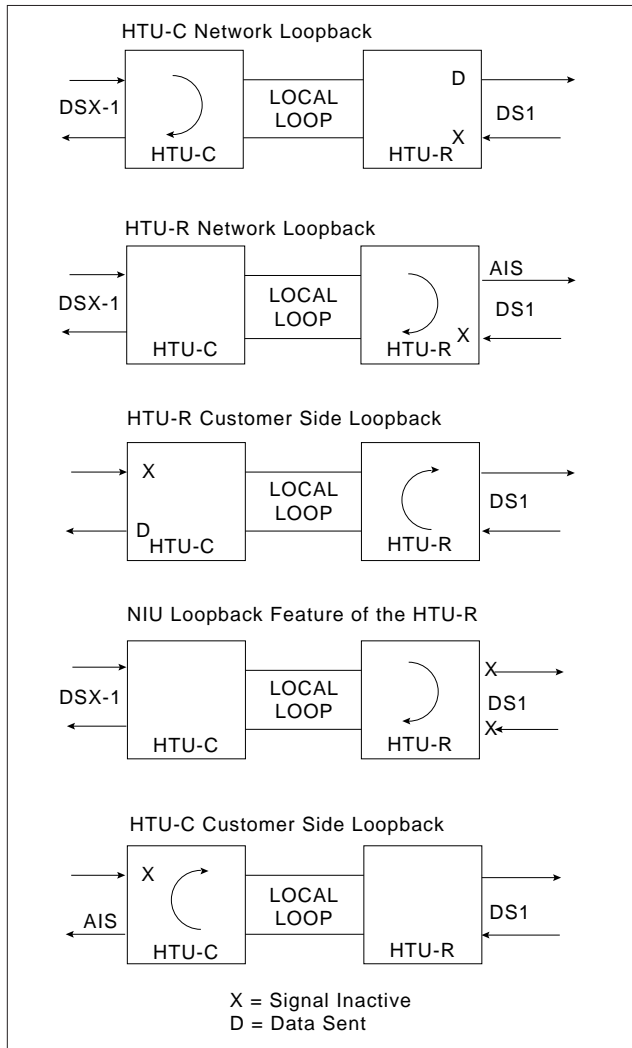 HTU-C Network Loopback
D
DSX-1
LOCAL
LOOP
DS1
X
HTU-C
HTU-R
HTU-R Network Loopback
AIS
DSX-1
LOCAL
LOOP
DS1
X
HTU-C
HTU-R
HTU-R Customer Side Loopback
X
LOCAL
LOOP
DS1
D
HTU-C
HTU-R
NIU Loopback Feature of the HTU-R
X
DSX-1
LOCAL
LOOP
DS1
X
HTU-C
HTU-R
HTU-C Customer Side Loopback
X
LOCAL
LOOP
AIS
DS1
HTU-C
HTU-R
X = Signal Inactive
D = Data Sent